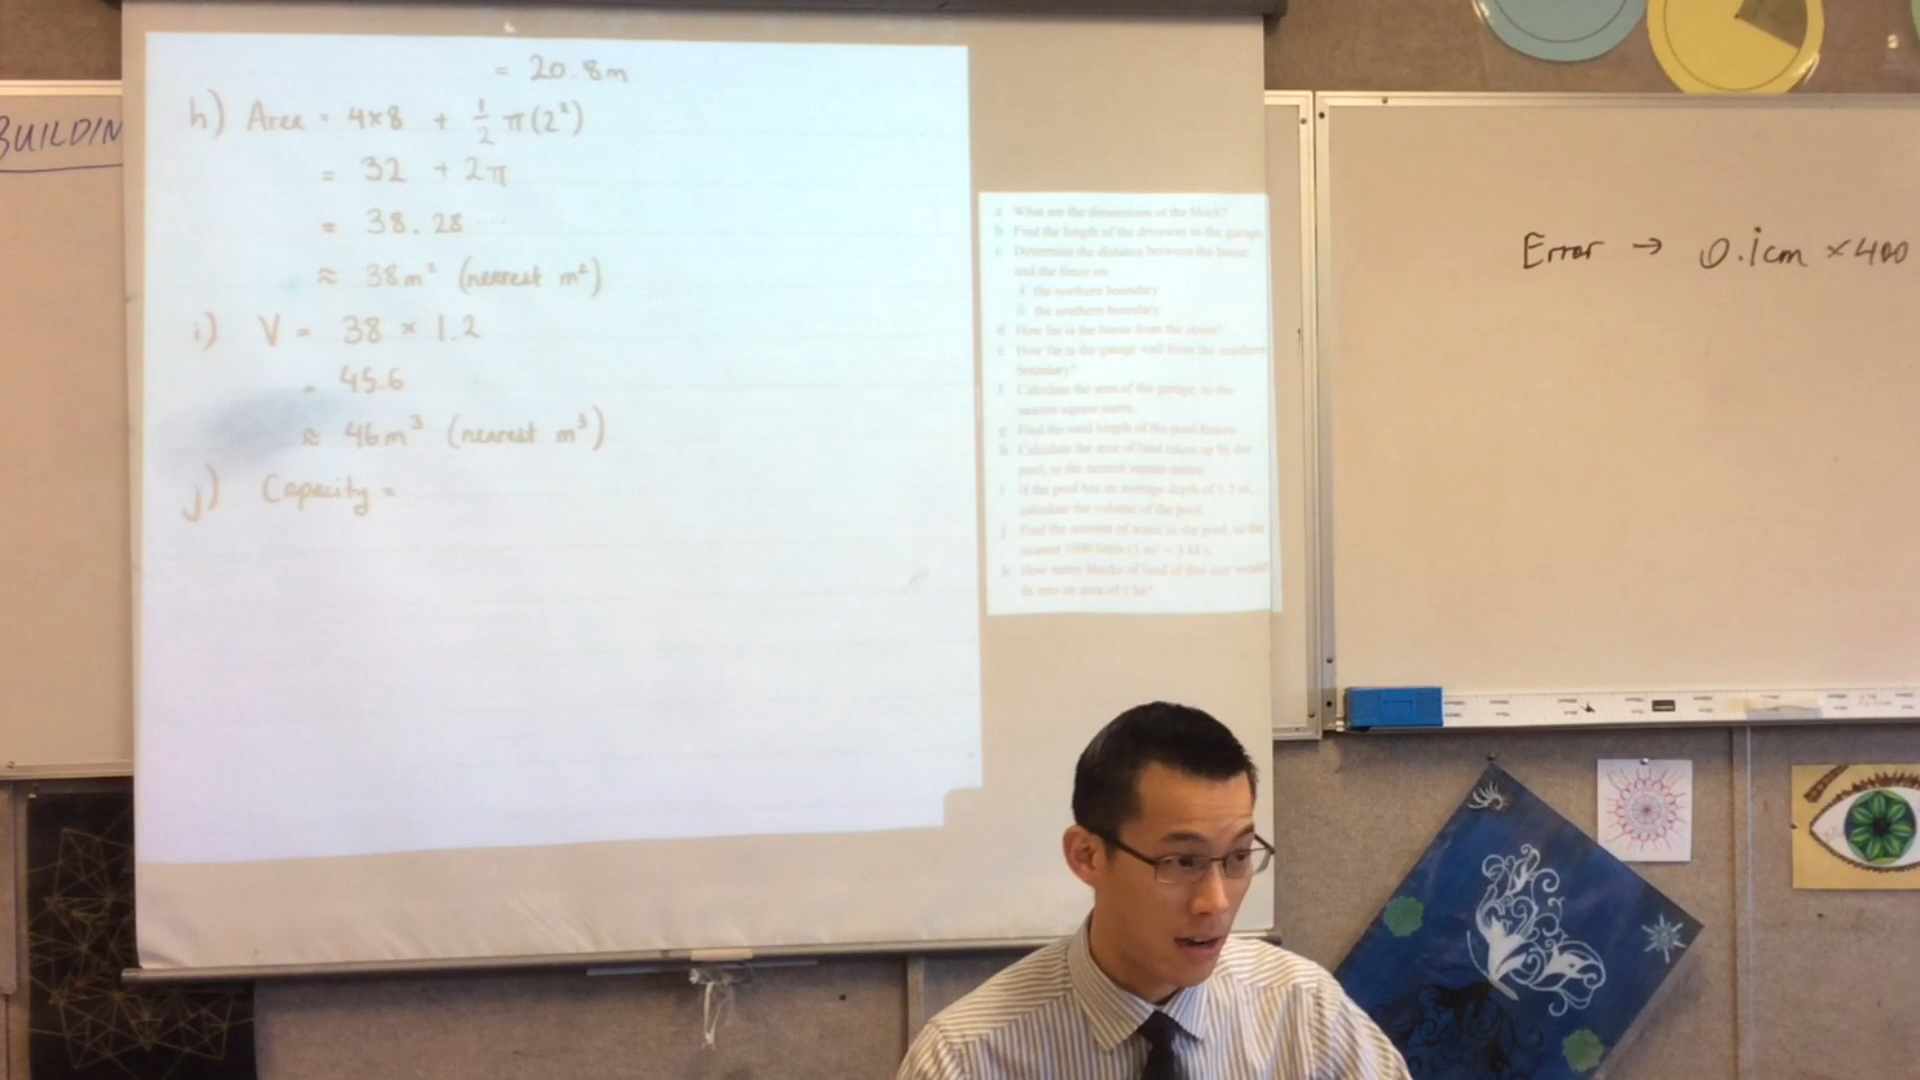 BUILDIN
= 20.8m
h) Area = 4×8 + 1/2 π(2²)
= 32 + 2π
= 38.28 ...
≈ 38m² (nearest m²)
i) V = 38 × 1.2
= 45.6
≈ 46m³ (nearest m³)
j) Capacity =
a What are the dimensions of the block?
b Find the length of the driveway to the garage.
c Determine the distance between the house
and the fence on:
i the northern boundary
ii the southern boundary.
d How far is the house from the street?
e How far is the garage wall from the southern
boundary?
f Calculate the area of the garage, to the
nearest square metre.
g Find the total length of the pool fences.
h Calculate the area of land taken up by the
pool, to the nearest square metre.
i If the pool has an average depth of 1.2 m,
calculate the volume of the pool.
j Find the amount of water in the pool, to the
nearest 1000 litres (1 m³ = 1 kL).
k How many blocks of land of this size would
fit into an area of 1 ha?
Error → 0.1cm ×400